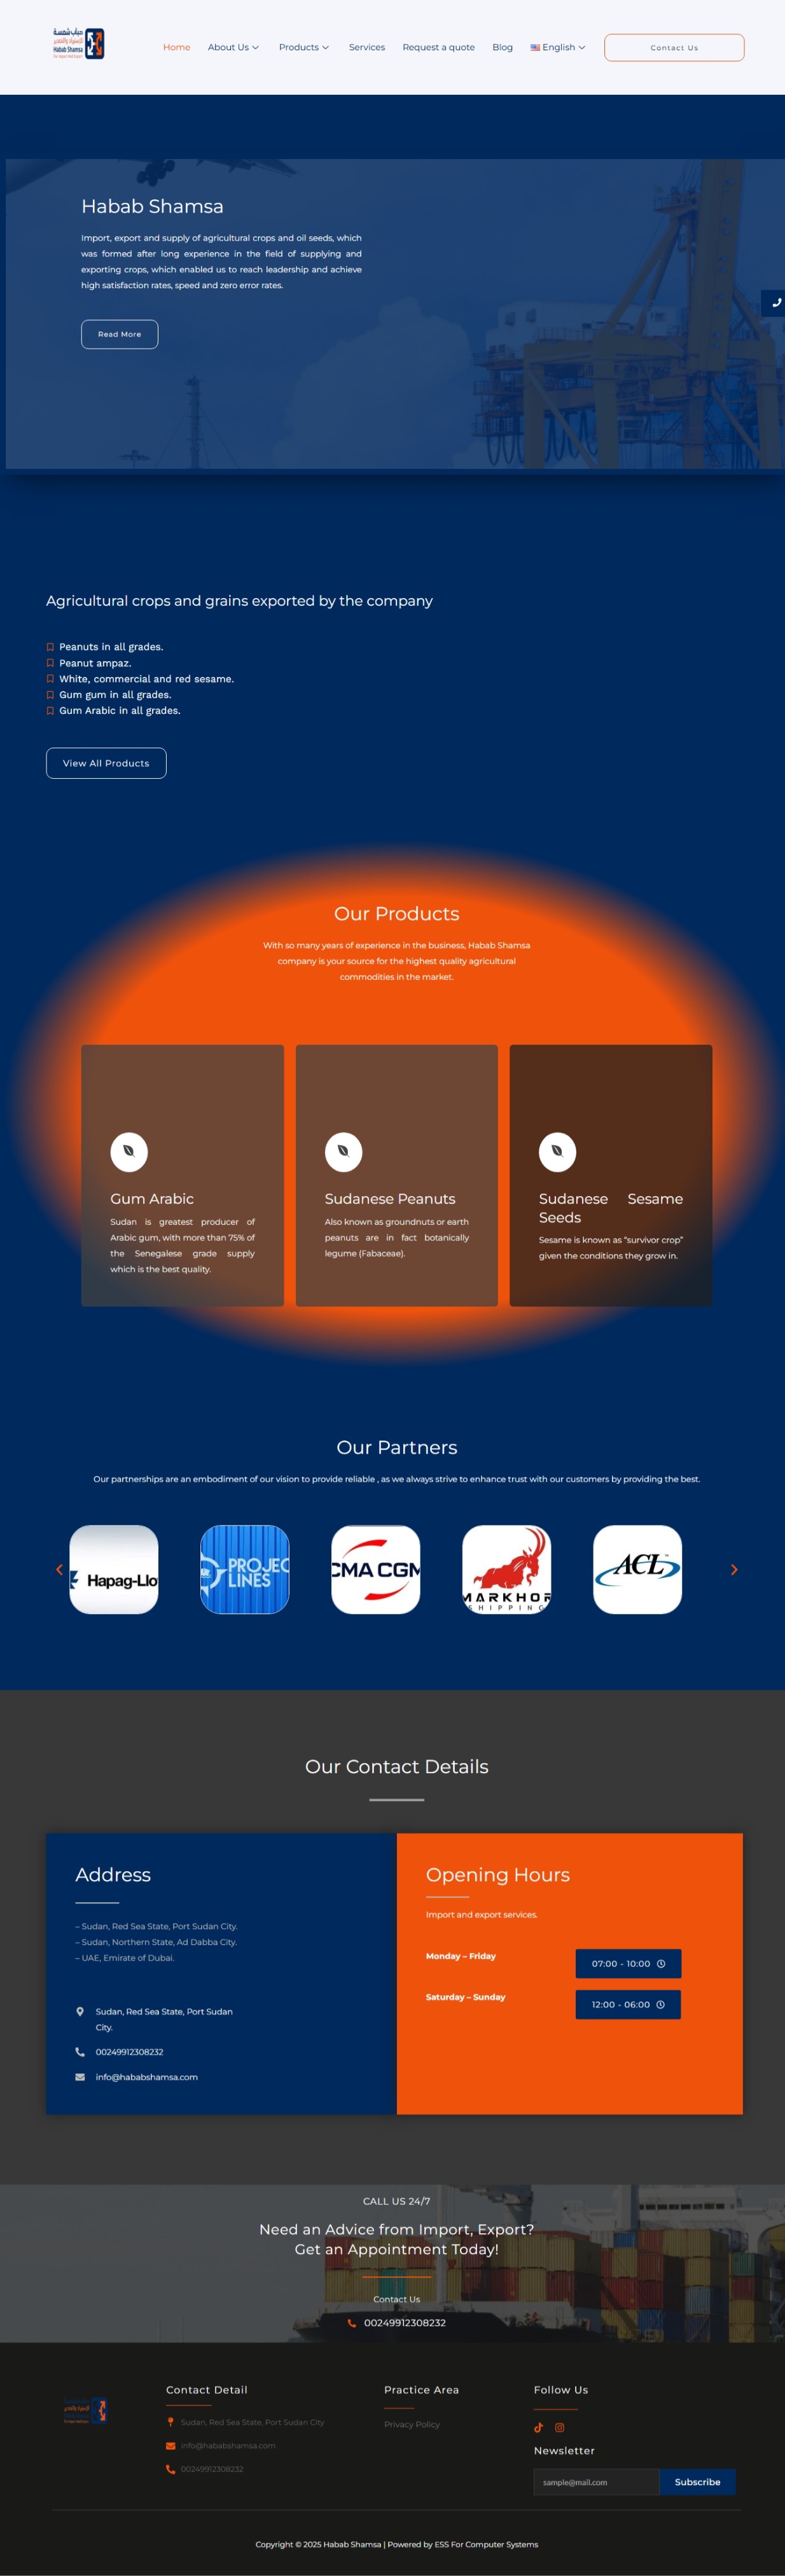 حباب شمسة
للإستيراد والتصدير
Habab Shamsa
For Import And Export
Home
About Us
Products
Services
Request a quote
Blog
English
Contact Us
Habab Shamsa
Import, export and supply of agricultural crops and oil seeds, which
was formed after long experience in the field of supplying and
exporting crops, which enabled us to reach leadership and achieve
high satisfaction rates, speed and zero error rates.
Read More
Agricultural crops and grains exported by the company
Peanuts in all grades.
Peanut ampaz.
White, commercial and red sesame.
Gum gum in all grades.
Gum Arabic in all grades.
View All Products
Our Products
With so many years of experience in the business, Habab Shamsa
company is your source for the highest quality agricultural
commodities in the market.
Gum Arabic
Sudan is greatest producer of
Arabic gum, with more than 75% of
the Senegalese grade supply
which is the best quality.
Sudanese Peanuts
Also known as groundnuts or earth
peanuts are in fact botanically
legume (Fabaceae).
Sudanese Sesame
Seeds
Sesame is known as “survivor crop”
given the conditions they grow in.
Our Partners
Our partnerships are an embodiment of our vision to provide reliable , as we always strive to enhance trust with our customers by providing the best.
Hapag-Llo
PROJEC
LINES
CMA CGM
MARKHOR
SHIPPING
ACL
Our Contact Details
Address
– Sudan, Red Sea State, Port Sudan City.
– Sudan, Northern State, Ad Dabba City.
– UAE, Emirate of Dubai.
Sudan, Red Sea State, Port Sudan
City.
00249912308232
info@hababshamsa.com
Opening Hours
Import and export services.
Monday – Friday
07:00 - 10:00
Saturday – Sunday
12:00 - 06:00
CALL US 24/7
Need an Advice from Import, Export?
Get an Appointment Today!
Contact Us
00249912308232
Contact Detail
Sudan, Red Sea State, Port Sudan City
info@hababshamsa.com
00249912308232
Practice Area
Privacy Policy
Follow Us
Newsletter
sample@mail.com
Subscribe
Copyright © 2025 Habab Shamsa | Powered by ESS For Computer Systems